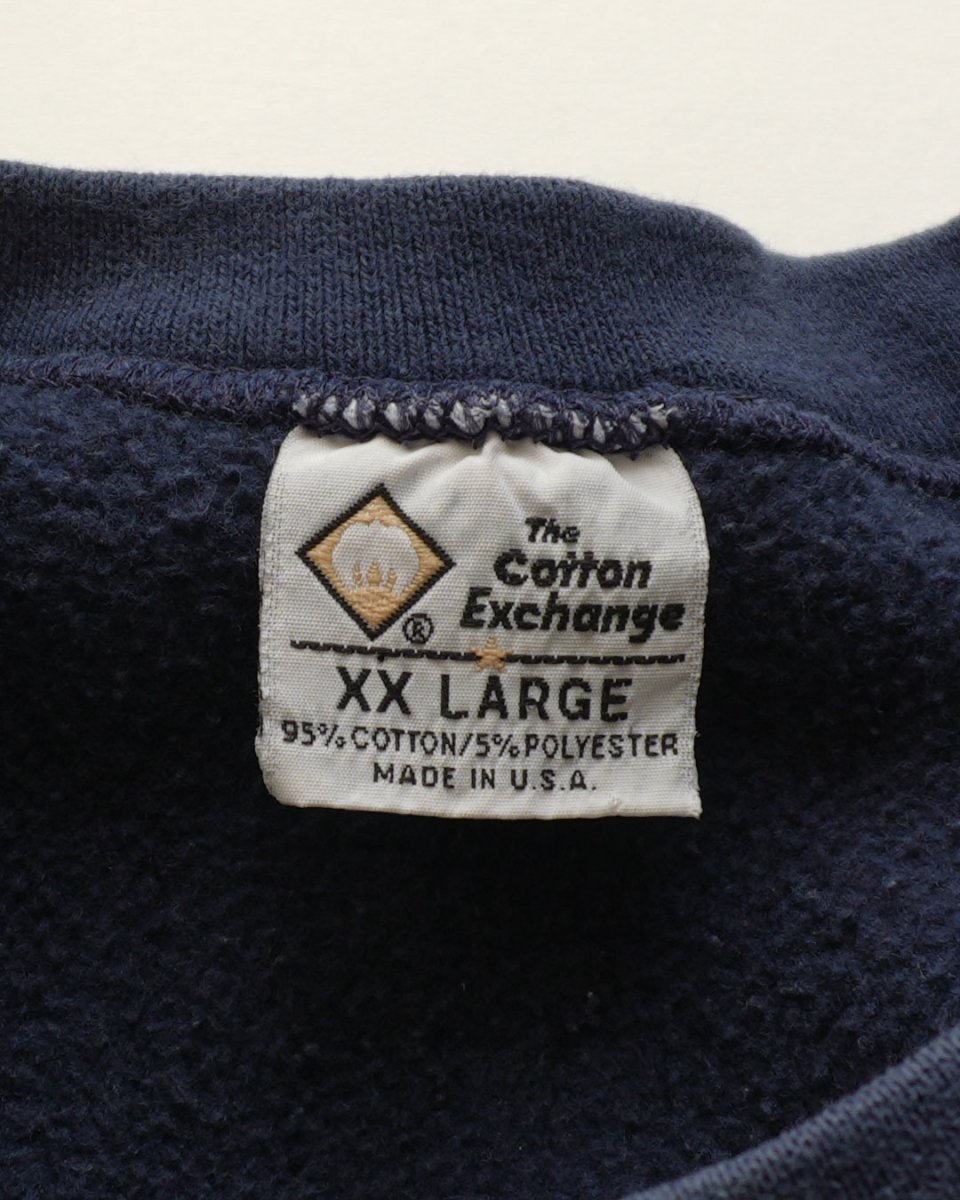 The
Cotton
Exchange
®
XX LARGE
95% COTTON/5% POLYESTER
MADE IN U.S.A.